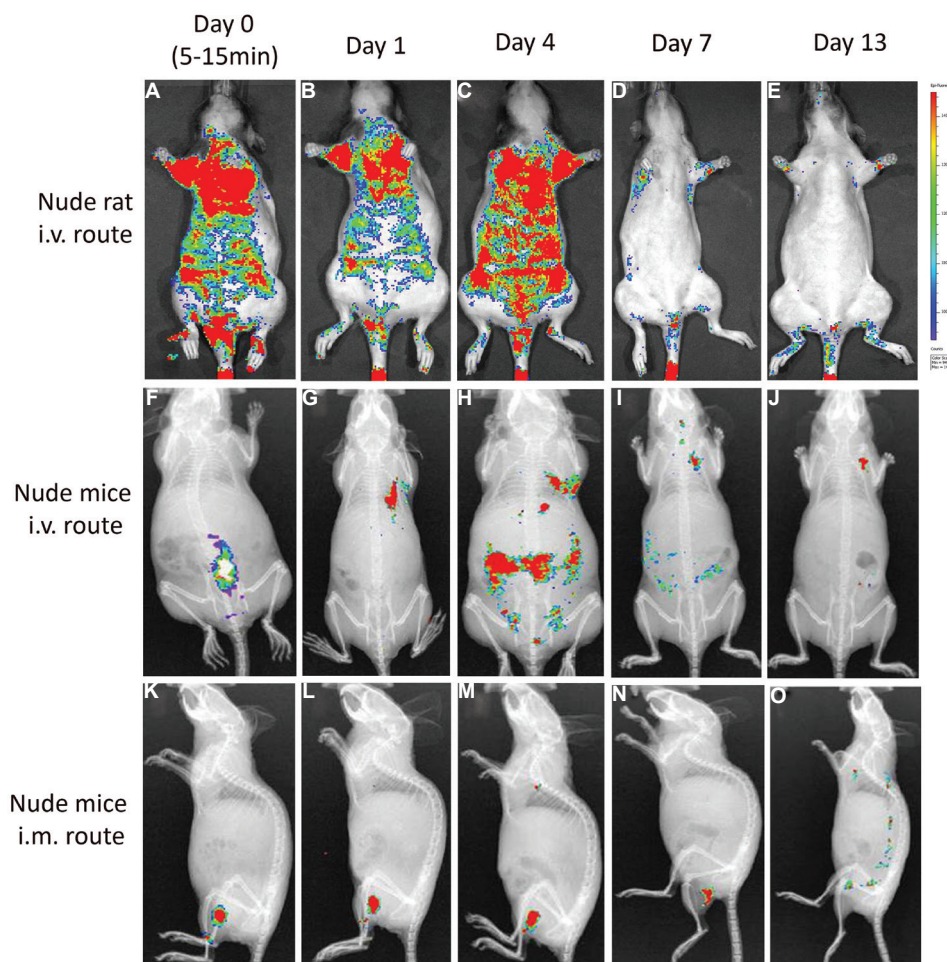 Day 0
(5-15min)
Day 1
Day 4
Day 7
Day 13
A
B
C
D
E
Nude rat
i.v. route
F
G
H
I
J
Nude mice
i.v. route
K
L
M
N
O
Nude mice
i.m. route
Counts